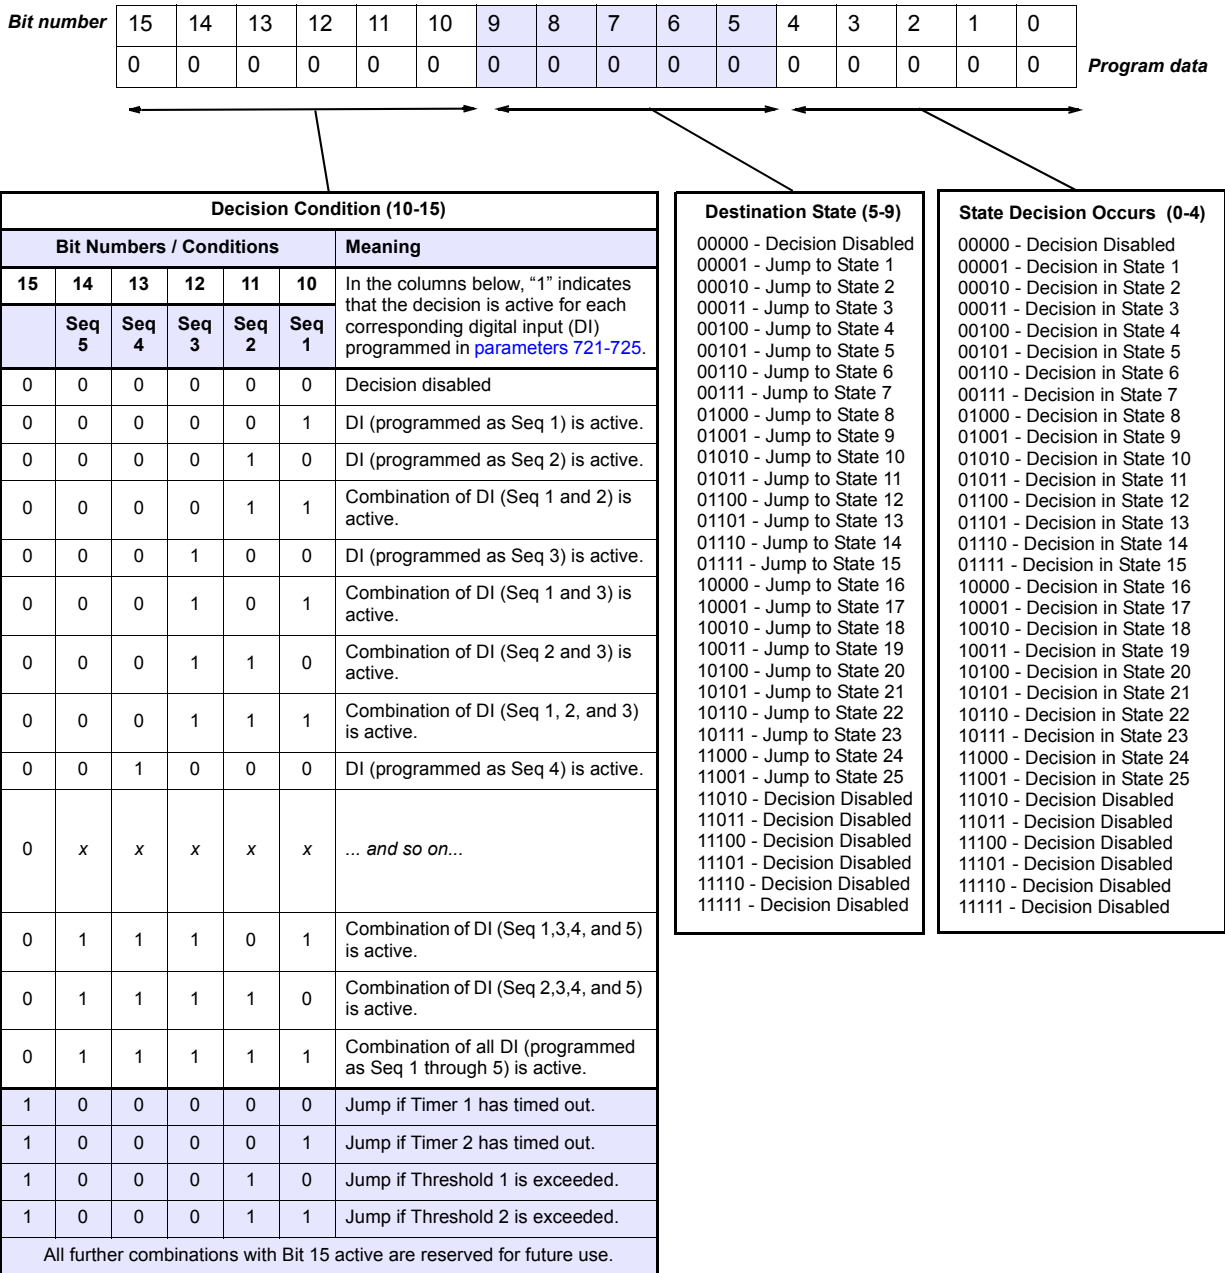 Bit number 15 14 13 12 11 10 9 8 7 6 5 4 3 2 1 0
0 0 0 0 0 0 0 0 0 0 0 0 0 0 0 0 Program data
Decision Condition (10-15)
Bit Numbers / Conditions Meaning
15 14 13 12 11 10
Seq 5 Seq 4 Seq 3 Seq 2 Seq 1
In the columns below, “1” indicates
that the decision is active for each
corresponding digital input (DI)
programmed in parameters 721-725.
0 0 0 0 0 0 Decision disabled
0 0 0 0 0 1 DI (programmed as Seq 1) is active.
0 0 0 0 1 0 DI (programmed as Seq 2) is active.
0 0 0 0 1 1 Combination of DI (Seq 1 and 2) is
active.
0 0 0 1 0 0 DI (programmed as Seq 3) is active.
0 0 0 1 0 1 Combination of DI (Seq 1 and 3) is
active.
0 0 0 1 1 0 Combination of DI (Seq 2 and 3) is
active.
0 0 0 1 1 1 Combination of DI (Seq 1, 2, and 3)
is active.
0 0 1 0 0 0 DI (programmed as Seq 4) is active.
0 x x x x x ... and so on...
0 1 1 1 0 1 Combination of DI (Seq 1,3,4, and 5)
is active.
0 1 1 1 1 0 Combination of DI (Seq 2,3,4, and 5)
is active.
0 1 1 1 1 1 Combination of all DI (programmed
as Seq 1 through 5) is active.
1 0 0 0 0 0 Jump if Timer 1 has timed out.
1 0 0 0 0 1 Jump if Timer 2 has timed out.
1 0 0 0 1 0 Jump if Threshold 1 is exceeded.
1 0 0 0 1 1 Jump if Threshold 2 is exceeded.
All further combinations with Bit 15 active are reserved for future use.
Destination State (5-9)
00000 - Decision Disabled
00001 - Jump to State 1
00010 - Jump to State 2
00011 - Jump to State 3
00100 - Jump to State 4
00101 - Jump to State 5
00110 - Jump to State 6
00111 - Jump to State 7
01000 - Jump to State 8
01001 - Jump to State 9
01010 - Jump to State 10
01011 - Jump to State 11
01100 - Jump to State 12
01101 - Jump to State 13
01110 - Jump to State 14
01111 - Jump to State 15
10000 - Jump to State 16
10001 - Jump to State 17
10010 - Jump to State 18
10011 - Jump to State 19
10100 - Jump to State 20
10101 - Jump to State 21
10110 - Jump to State 22
10111 - Jump to State 23
11000 - Jump to State 24
11001 - Jump to State 25
11010 - Decision Disabled
11011 - Decision Disabled
11100 - Decision Disabled
11101 - Decision Disabled
11110 - Decision Disabled
11111 - Decision Disabled
State Decision Occurs (0-4)
00000 - Decision Disabled
00001 - Decision in State 1
00010 - Decision in State 2
00011 - Decision in State 3
00100 - Decision in State 4
00101 - Decision in State 5
00110 - Decision in State 6
00111 - Decision in State 7
01000 - Decision in State 8
01001 - Decision in State 9
01010 - Decision in State 10
01011 - Decision in State 11
01100 - Decision in State 12
01101 - Decision in State 13
01110 - Decision in State 14
01111 - Decision in State 15
10000 - Decision in State 16
10001 - Decision in State 17
10010 - Decision in State 18
10011 - Decision in State 19
10100 - Decision in State 20
10101 - Decision in State 21
10110 - Decision in State 22
10111 - Decision in State 23
11000 - Decision in State 24
11001 - Decision in State 25
11010 - Decision Disabled
11011 - Decision Disabled
11100 - Decision Disabled
11101 - Decision Disabled
11110 - Decision Disabled
11111 - Decision Disabled